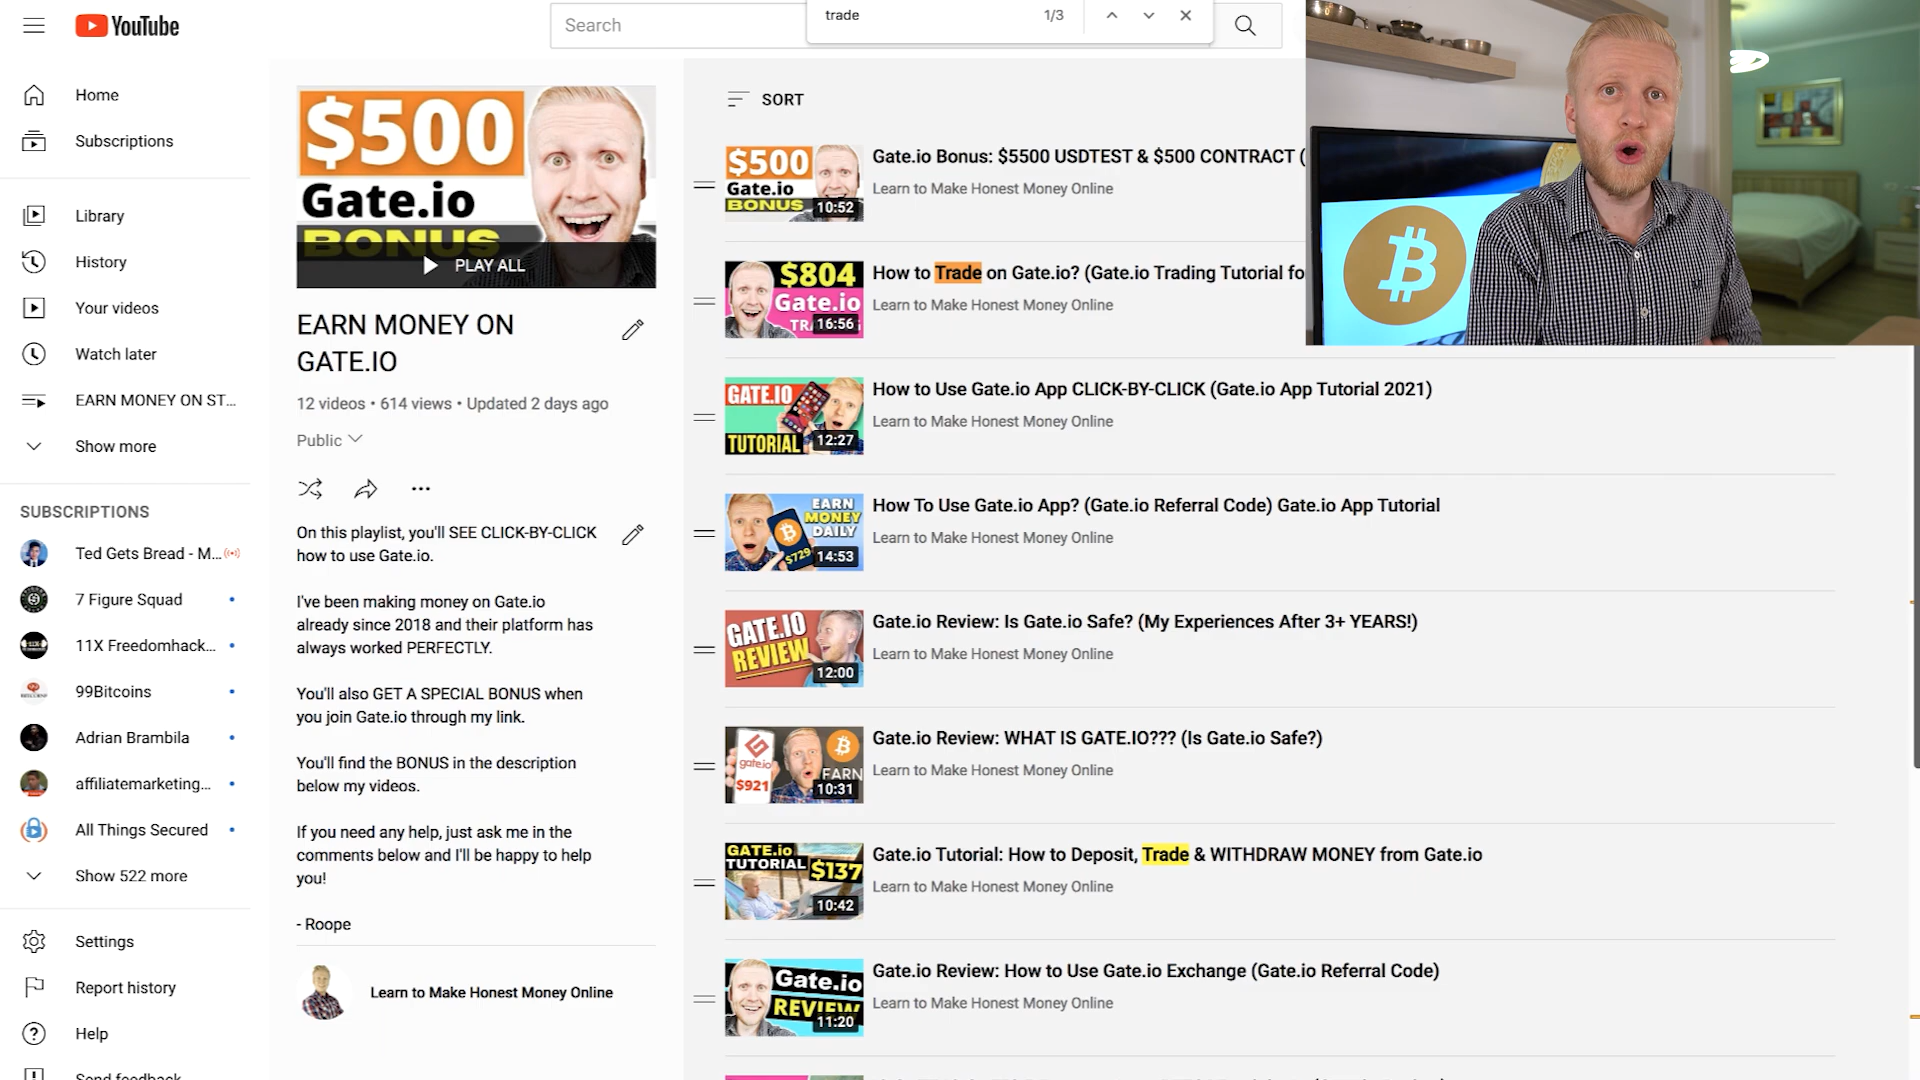 YouTube
Search
trade
1/3
Home
Subscriptions
Library
History
Your videos
Watch later
EARN MONEY ON ST...
Show more
SUBSCRIPTIONS
Ted Gets Bread - M...
7 Figure Squad
11X Freedomhack...
99Bitcoins
Adrian Brambila
affiliatemarketing...
All Things Secured
Show 522 more
Settings
Report history
Help
Send feedback
$500
Gate.io
BONUS
PLAY ALL
EARN MONEY ON
GATE.IO
12 videos • 614 views • Updated 2 days ago
Public
On this playlist, you'll SEE CLICK-BY-CLICK
how to use Gate.io.
I've been making money on Gate.io
already since 2018 and their platform has
always worked PERFECTLY.
You'll also GET A SPECIAL BONUS when
you join Gate.io through my link.
You'll find the BONUS in the description
below my videos.
If you need any help, just ask me in the
comments below and I'll be happy to help
you!
- Roope
Learn to Make Honest Money Online
SORT
$500
Gate.io
BONUS
10:52
Gate.io Bonus: $5500 USDTEST & $500 CONTRACT (
Learn to Make Honest Money Online
$804
Gate.io
16:56
How to Trade on Gate.io? (Gate.io Trading Tutorial fo
Learn to Make Honest Money Online
GATE.IO
TUTORIAL
12:27
How to Use Gate.io App CLICK-BY-CLICK (Gate.io App Tutorial 2021)
Learn to Make Honest Money Online
EARN
MONEY
DAILY
$729
14:53
How To Use Gate.io App? (Gate.io Referral Code) Gate.io App Tutorial
Learn to Make Honest Money Online
GATE.IO
REVIEW
12:00
Gate.io Review: Is Gate.io Safe? (My Experiences After 3+ YEARS!)
Learn to Make Honest Money Online
gate.io
$921
EARN
10:31
Gate.io Review: WHAT IS GATE.IO??? (Is Gate.io Safe?)
Learn to Make Honest Money Online
GATE.io
TUTORIAL
$137
10:42
Gate.io Tutorial: How to Deposit, Trade & WITHDRAW MONEY from Gate.io
Learn to Make Honest Money Online
Gate.io
REVIEW
11:20
Gate.io Review: How to Use Gate.io Exchange (Gate.io Referral Code)
Learn to Make Honest Money Online